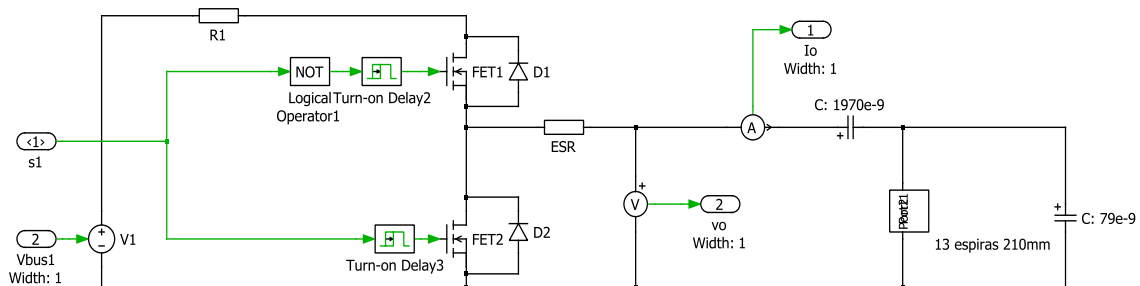 R1
1
Io
Width: 1
NOT
FET1
D1
Logical
Operator1
Turn-on Delay2
C: 1970e-9
A
+
<1>
s1
ESR
+
V
2
vo
Width: 1
+
C: 79e-9
13 espiras 210mm
2
Vbus1
Width: 1
+
−
V1
Turn-on Delay3
FET2
D2